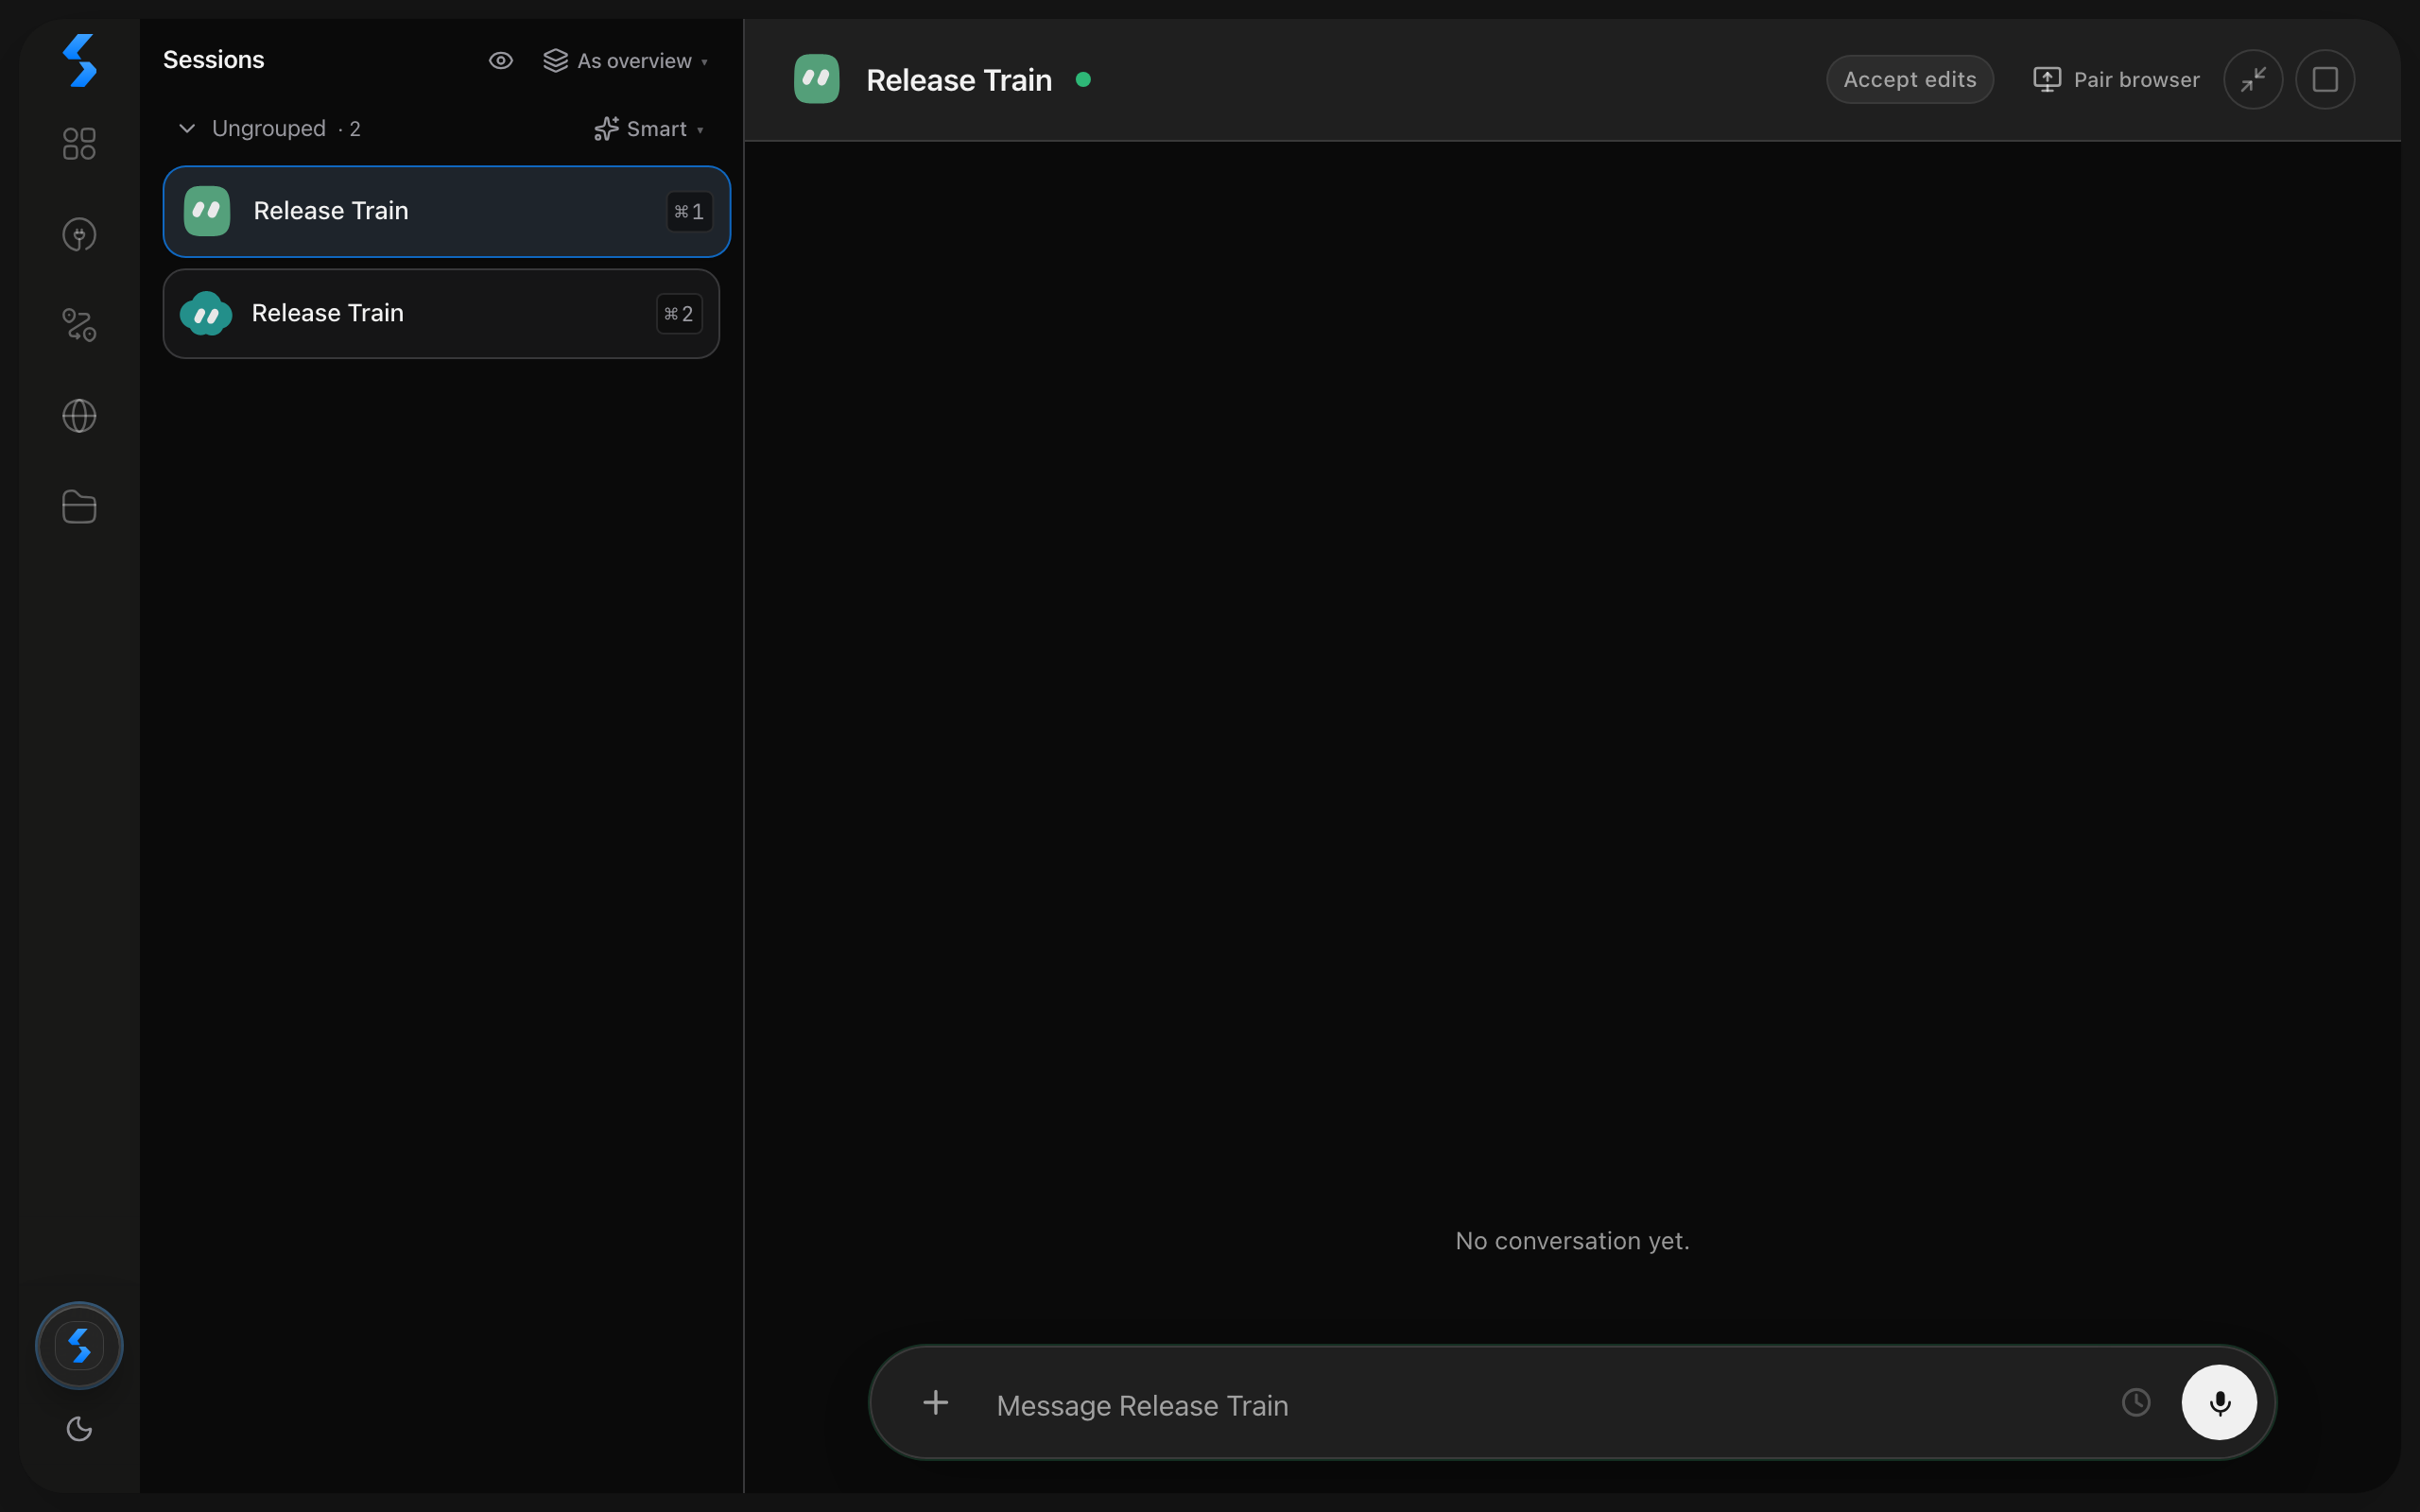 Sessions
As overview
Ungrouped · 2
Smart
Release Train
⌘1
Release Train
⌘2
Release Train
Accept edits
Pair browser
No conversation yet.
Message Release Train